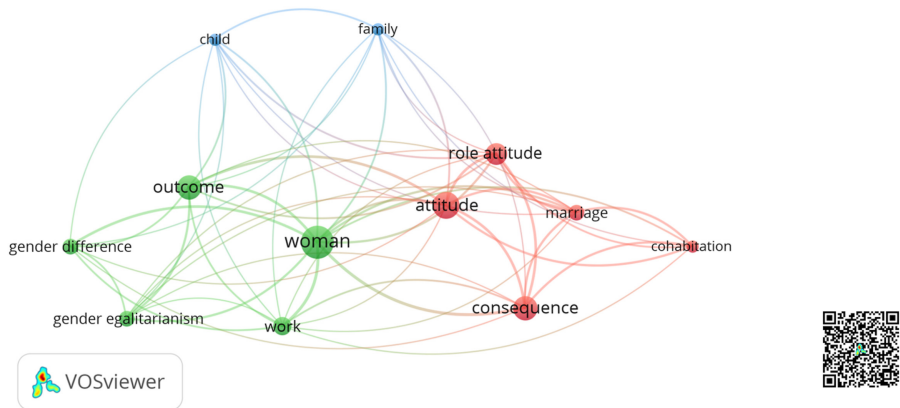 child
family
role attitude
outcome
attitude
marriage
woman
gender difference
cohabitation
consequence
gender egalitarianism
work
VOSviewer